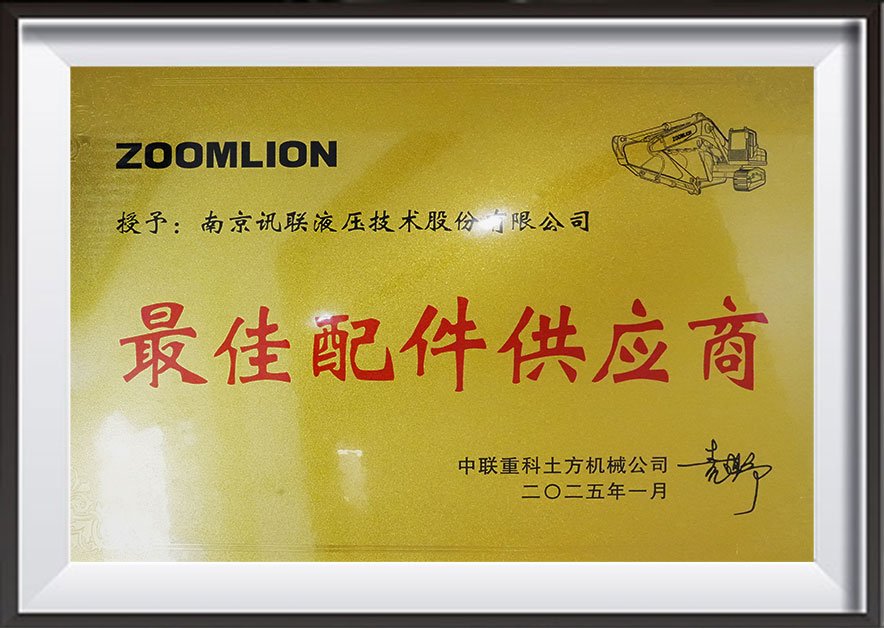 ZOOMLION
授予：南京讯联液压技术股份有限公司
最佳配件供应商
中联重科土方机械公司
二〇二五年一月